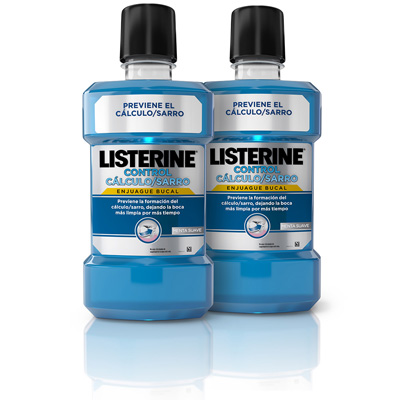 PREVIENE EL
CÁLCULO/SARRO
LISTERINE
CONTROL
CÁLCULO/SARRO
ENJUAGUE BUCAL
Previene la formación del
cálculo/sarro, dejando la boca
más limpia por más tiempo
MENTA SUAVE
PREVIENE EL
CÁLCULO/SARRO
LISTERINE
CONTROL
CÁLCULO/SARRO
ENJUAGUE BUCAL
Previene la formación del
cálculo/sarro, dejando la boca
más limpia por más tiempo
MENTA SUAVE